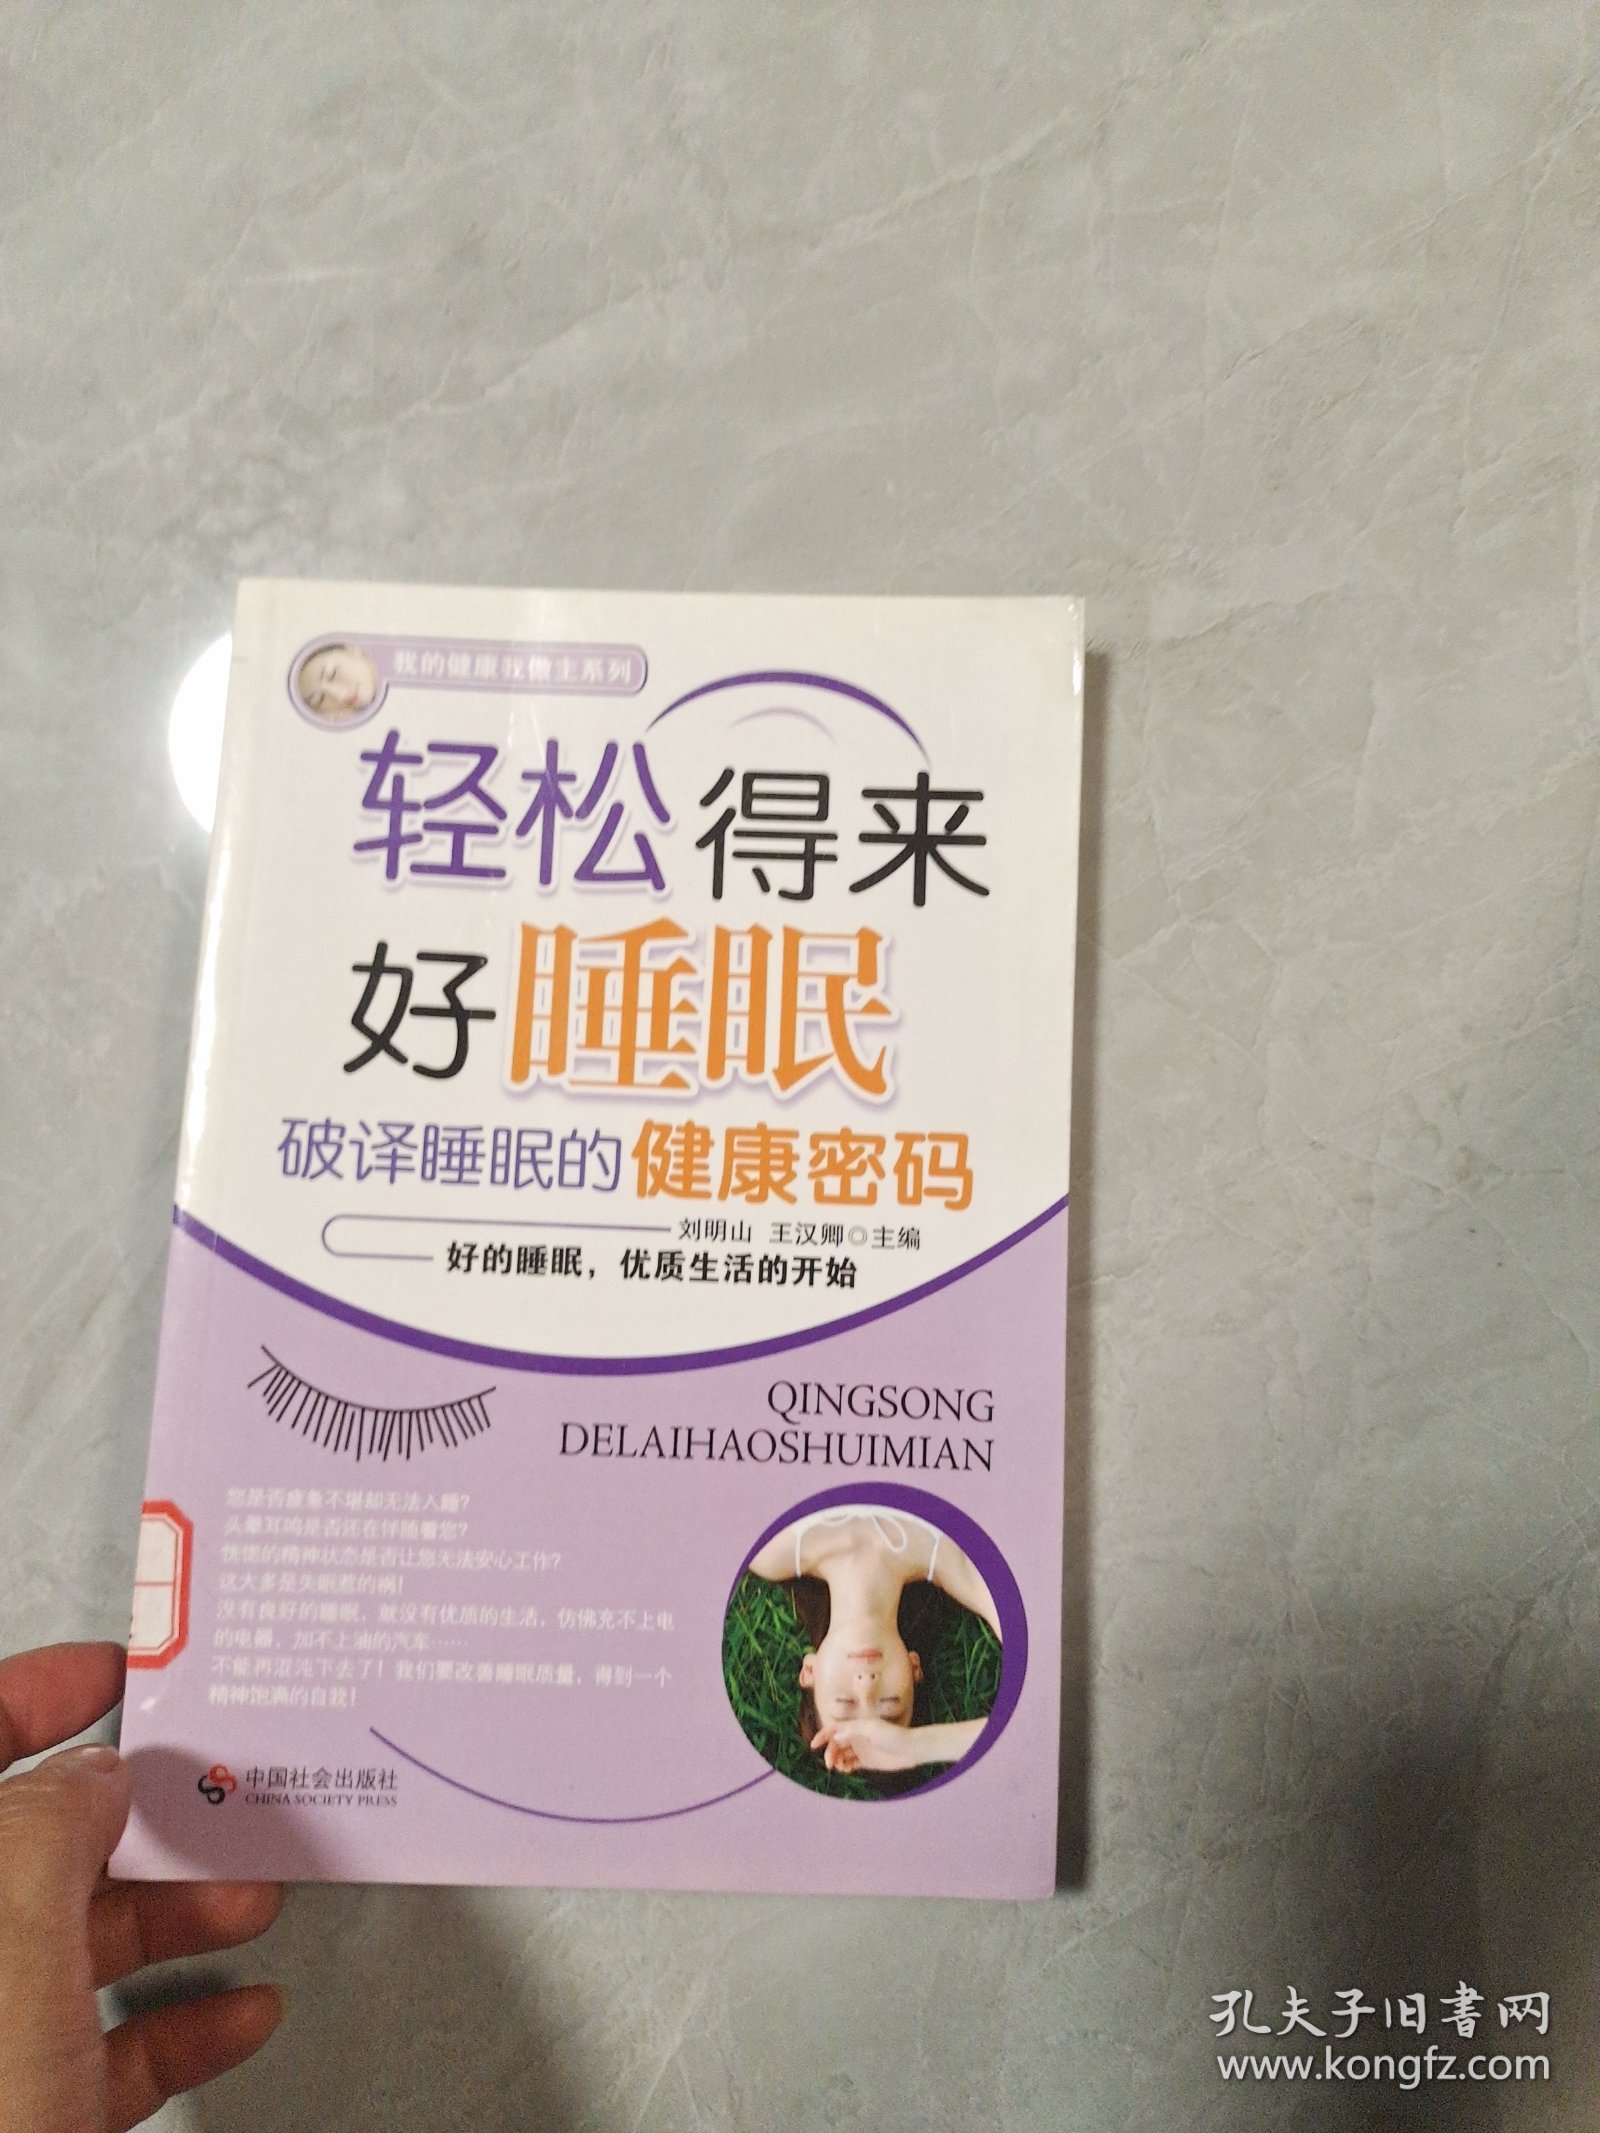 我的健康我做主系列
轻松得来
好睡眠
破译睡眠的健康密码
刘明山 王汉卿◎主编
好的睡眠，优质生活的开始
QINGSONG
DELAIHAOSHUIMIAN
您是否疲惫不堪却无法入睡？
头晕耳鸣是否还在伴随着您？
恍惚的精神状态是否让您无法安心工作？
这大多是失眠惹的祸！
没有良好的睡眠，就没有优质的生活，仿佛充不上电
的电器，加不上油的汽车……
不能再混沌下去了！我们要改善睡眠质量，得到一个
精神饱满的自我！
中国社会出版社
CHINA SOCIETY PRESS
孔夫子旧书网
www.kongfz.com